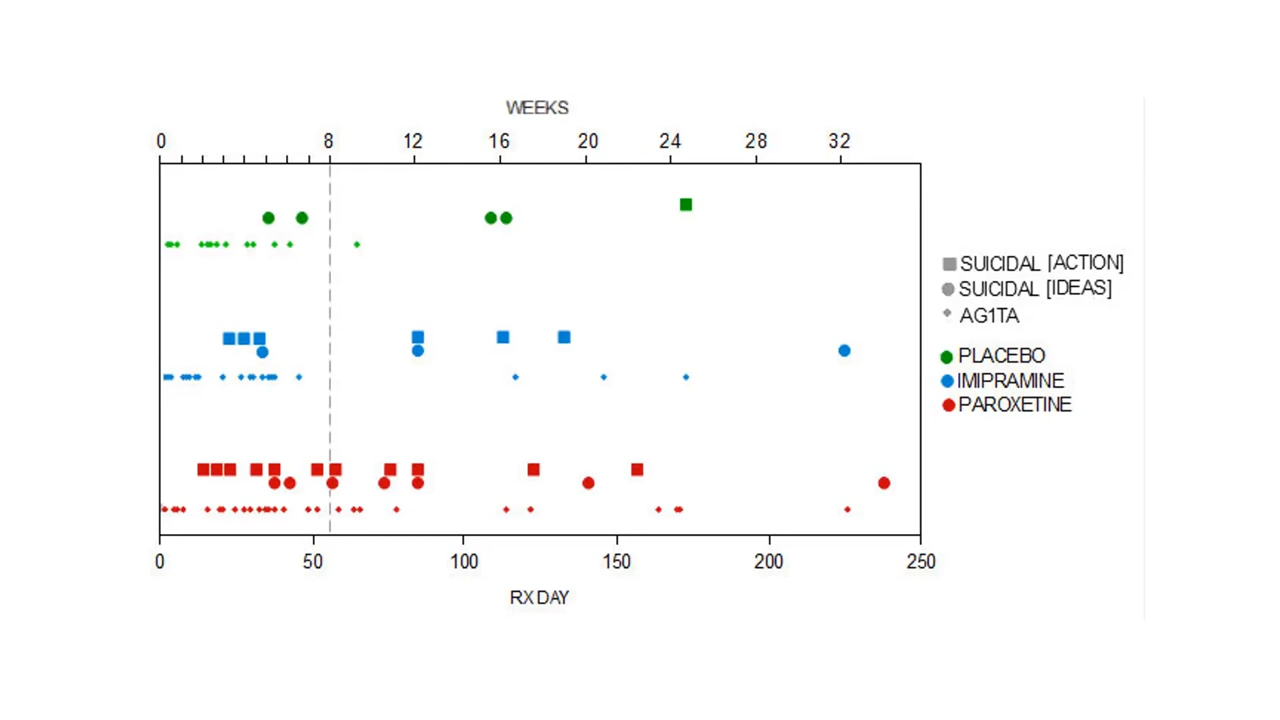 WEEKS
0 8 12 16 20 24 28 32
SUICIDAL [ACTION]
SUICIDAL [IDEAS]
AG1TA
PLACEBO
IMIPRAMINE
PAROXETINE
0 50 100 150 200 250
RX DAY